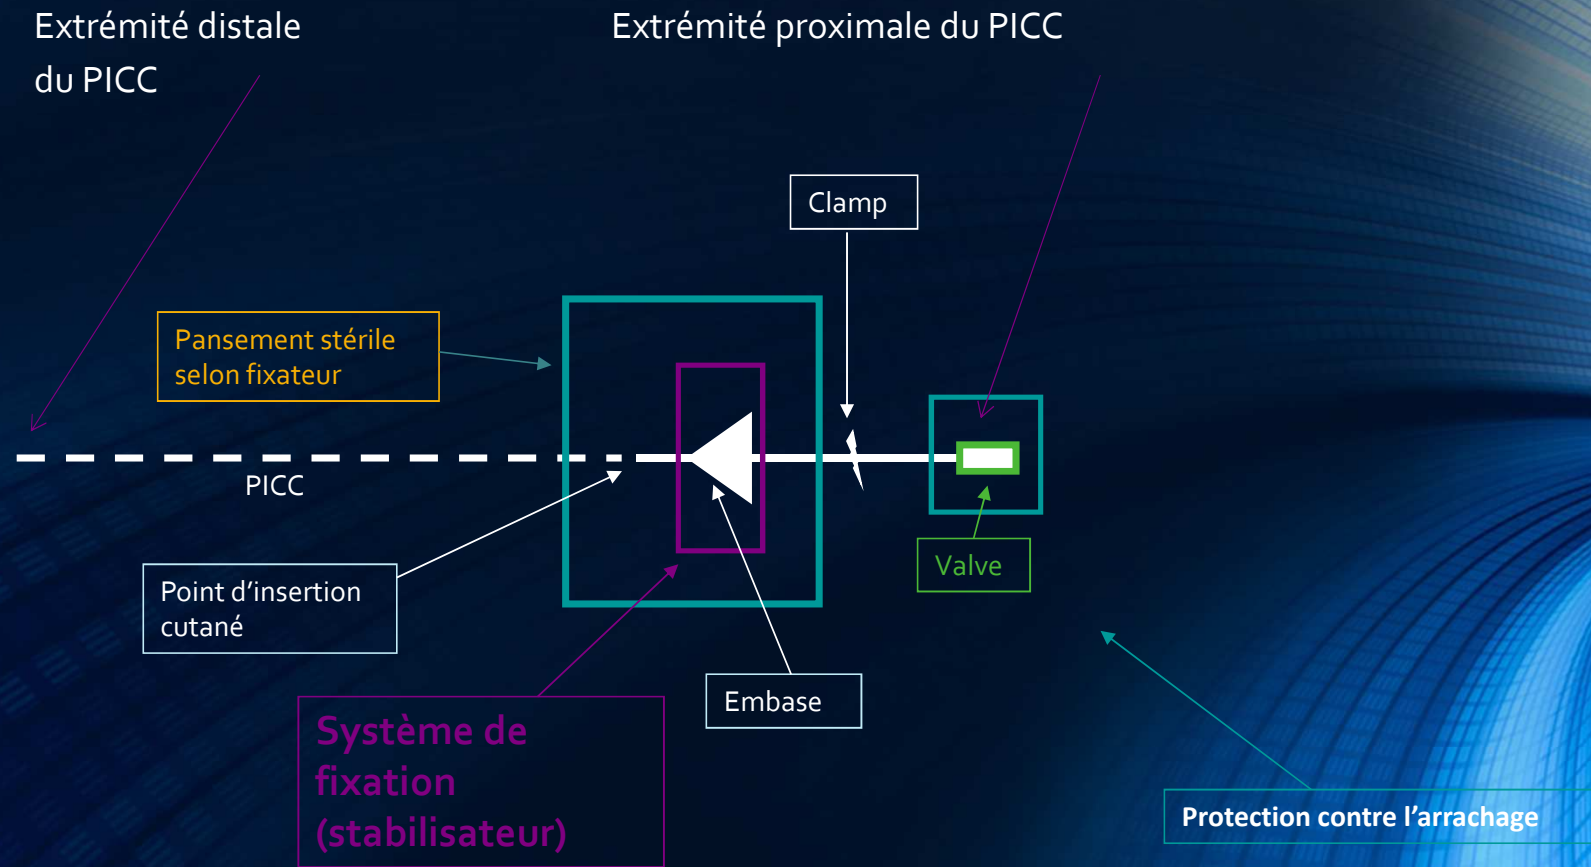 Extrémité distale
du PICC
Extrémité proximale du PICC
Clamp
Pansement stérile
selon fixateur
PICC
Point d’insertion
cutané
Valve
Embase
Système de
fixation
(stabilisateur)
Protection contre l’arrachage